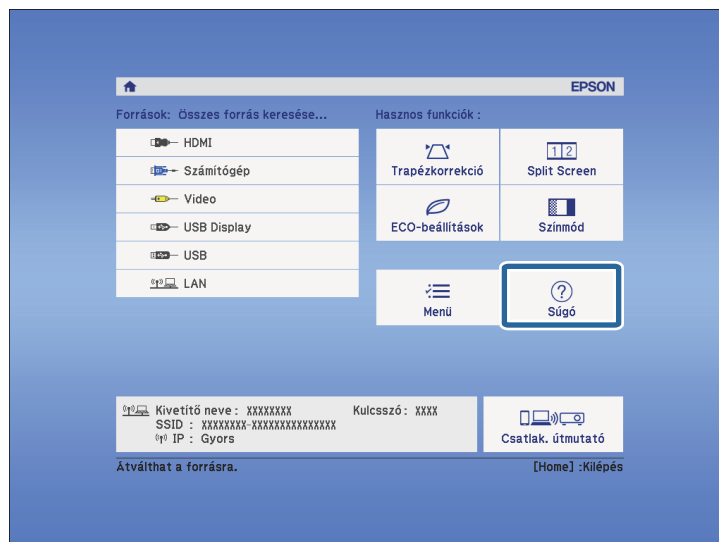 EPSON
Források: Összes forrás keresése...
Hasznos funkciók :
HDMI
Számítógép
Video
USB Display
USB
LAN
Trapézkorrekció
1 2
Split Screen
ECO-beállítások
Színmód
Menü
?
Súgó
Kivetítő neve : XXXXXXXX Kulcsszó : XXXX
SSID : XXXXXXXX-XXXXXXXXXXXXXXX
IP : Gyors
Csatlak. útmutató
Átválthat a forrásra.
[Home] :Kilépés